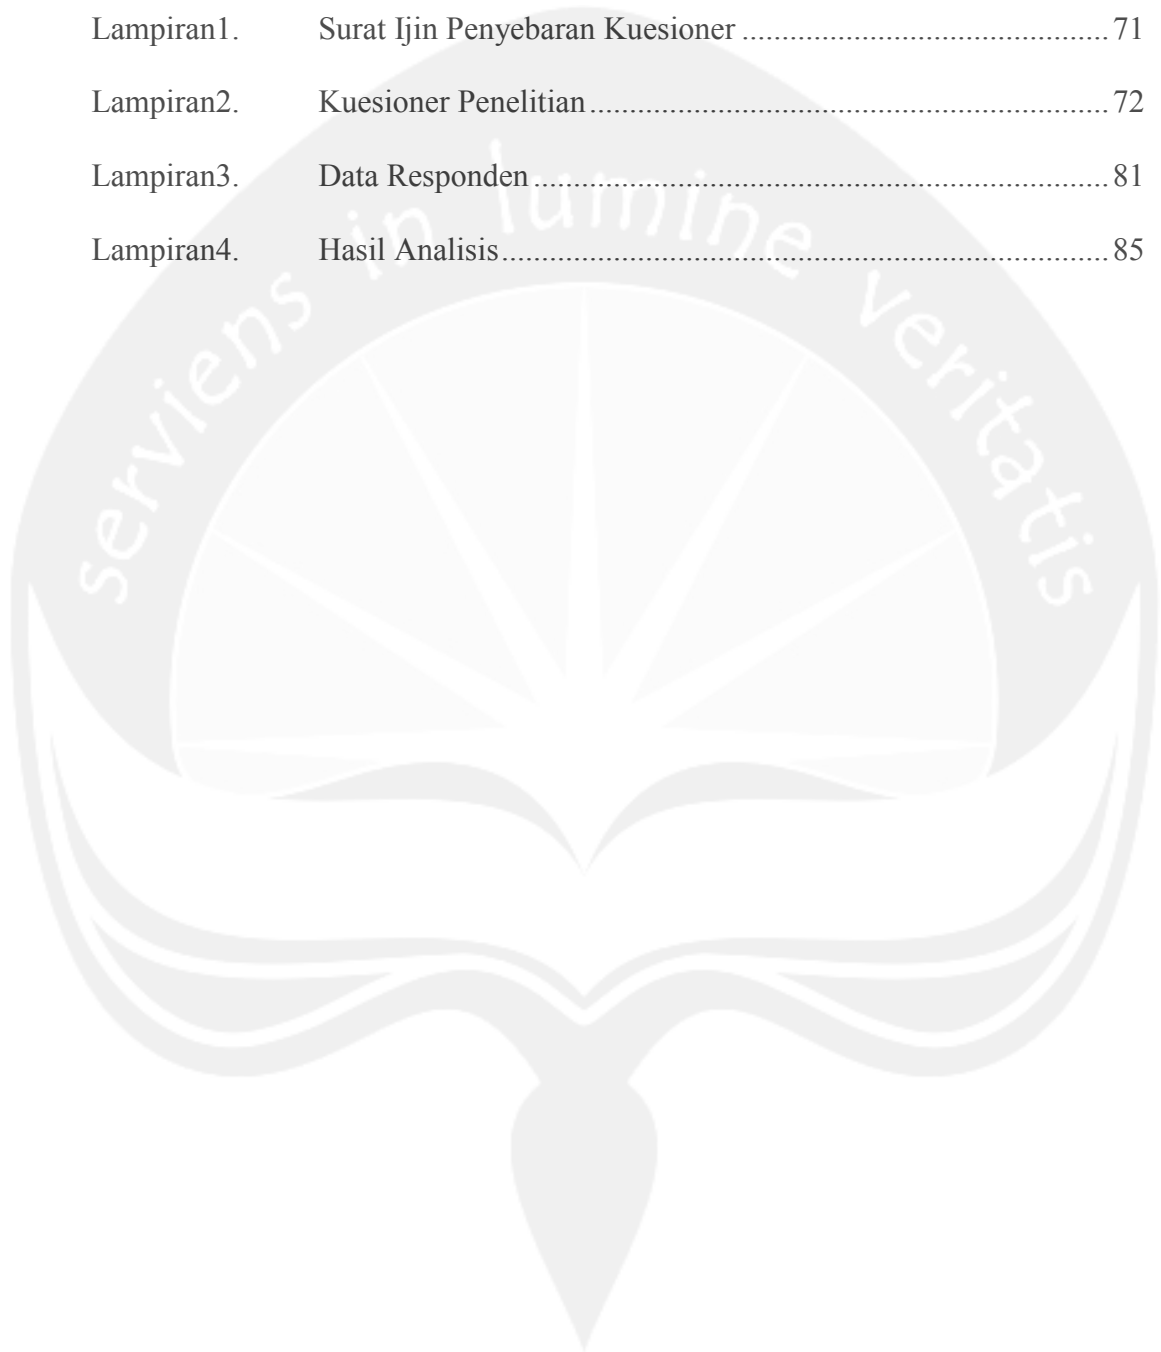 Lampiran1. Surat Ijin Penyebaran Kuesioner ............................................. 71
Lampiran2. Kuesioner Penelitian ................................................................ 72
Lampiran3. Data Responden ...................................................................... 81
Lampiran4. Hasil Analisis .......................................................................... 85
serviens in lumine veritatis